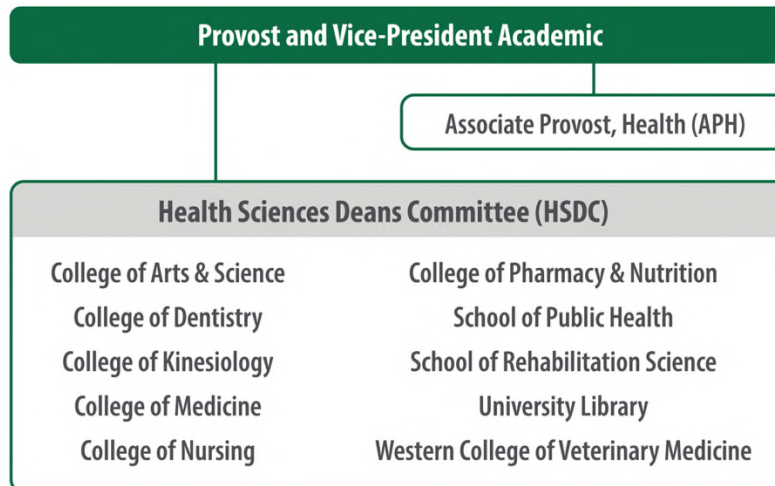 Provost and Vice-President Academic
Associate Provost, Health (APH)
Health Sciences Deans Committee (HSDC)
College of Arts & Science
College of Dentistry
College of Kinesiology
College of Medicine
College of Nursing
College of Pharmacy & Nutrition
School of Public Health
School of Rehabilitation Science
University Library
Western College of Veterinary Medicine